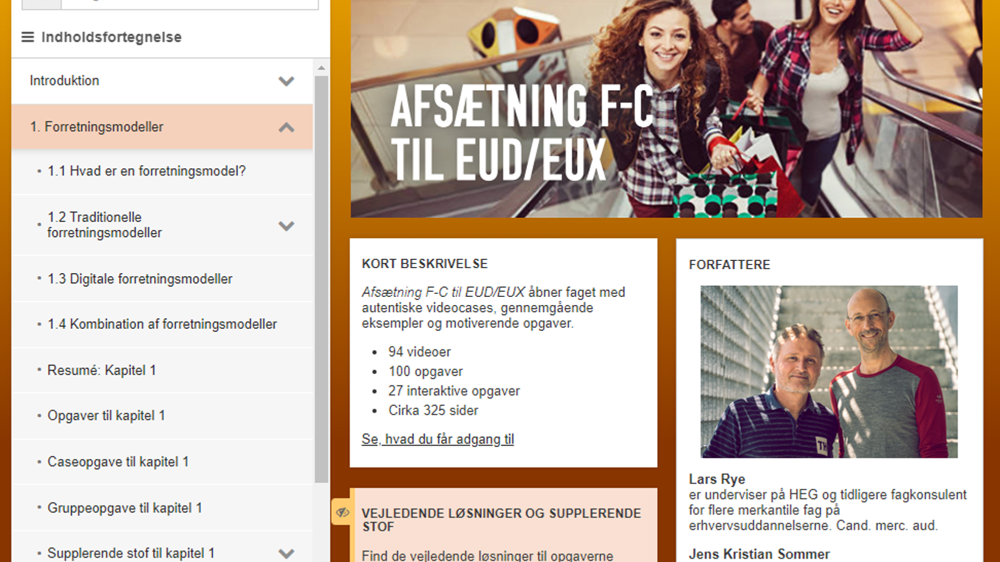 Indholdsfortegnelse
Introduktion
1. Forretningsmodeller
• 1.1 Hvad er en forretningsmodel?
• 1.2 Traditionelle
forretningsmodeller
• 1.3 Digitale forretningsmodeller
• 1.4 Kombination af forretningsmodeller
• Resumé: Kapitel 1
• Opgaver til kapitel 1
• Caseopgave til kapitel 1
• Gruppeopgave til kapitel 1
• Supplerende stof til kapitel 1
AFSÆTNING F-C
TIL EUD/EUX
KORT BESKRIVELSE
Afsætning F-C til EUD/EUX åbner faget med
autentiske videocases, gennemgående
eksempler og motiverende opgaver.
• 94 videoer
• 100 opgaver
• 27 interaktive opgaver
• Cirka 325 sider
Se, hvad du får adgang til
VEJLEDENDE LØSNINGER OG SUPPLERENDE
STOF
Find de vejledende løsninger til opgaverne
FORFATTERE
TH
Lars Rye
er underviser på HEG og tidligere fagkonsulent
for flere merkantile fag på
erhvervsuddannelserne. Cand. merc. aud.
Jens Kristian Sommer